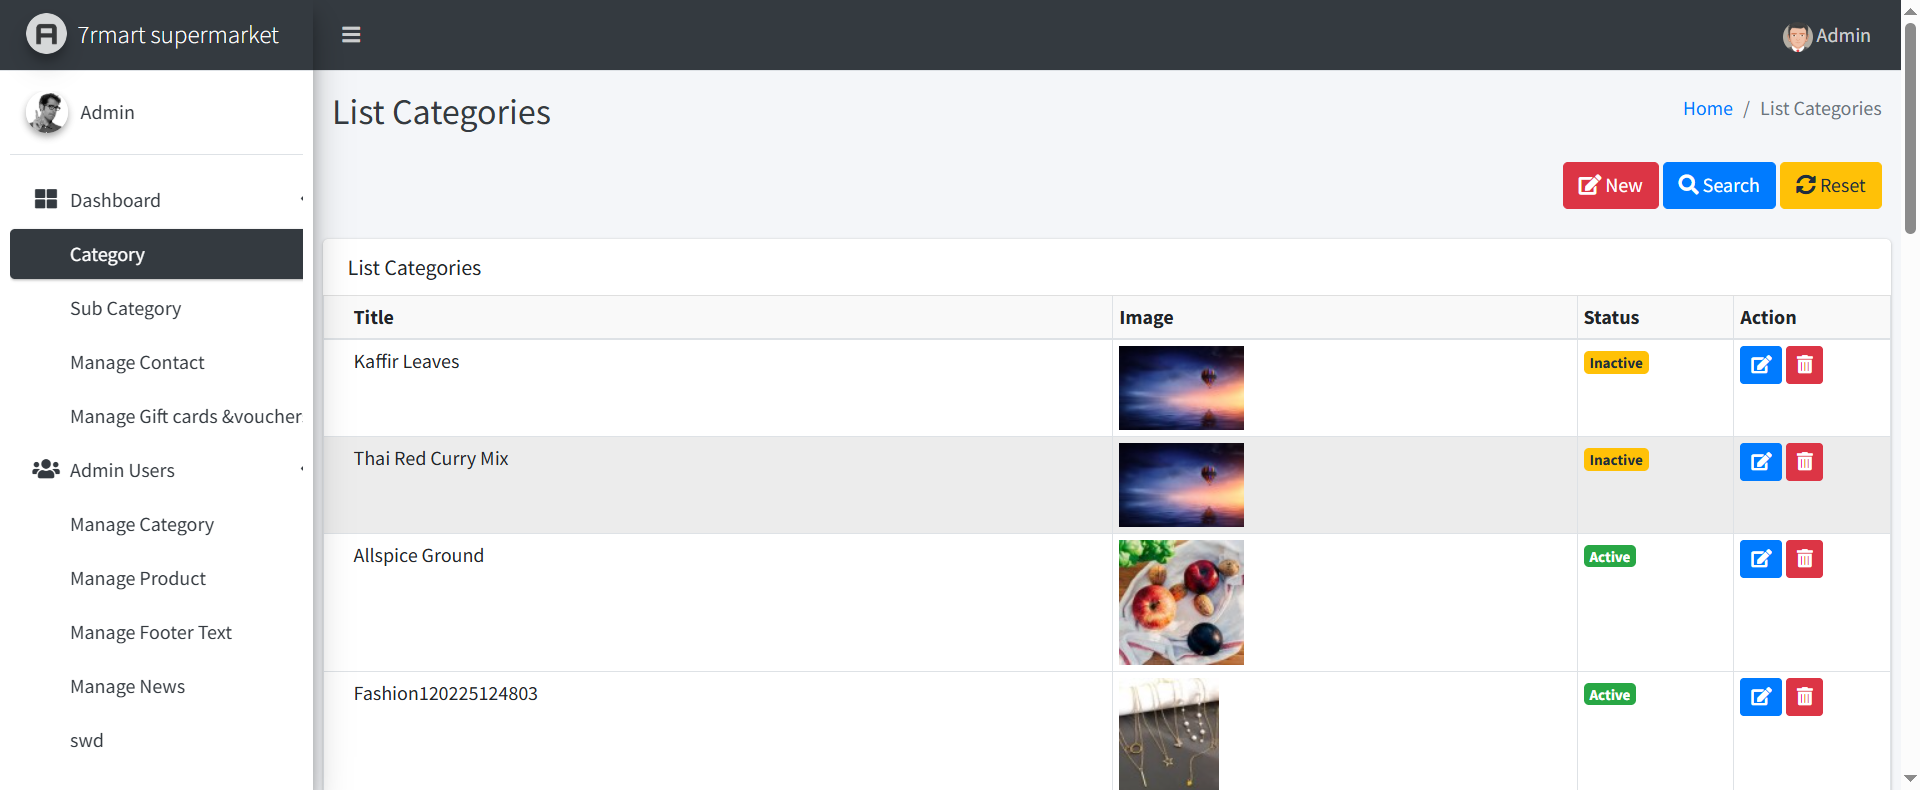 7rmart supermarket
Admin
Admin
List Categories
Home / List Categories
New
Search
Reset
Dashboard
Category
Sub Category
Manage Contact
Manage Gift cards &voucher
Admin Users
Manage Category
Manage Product
Manage Footer Text
Manage News
swd
List Categories
Title Image Status Action
Kaffir Leaves Inactive
Thai Red Curry Mix Inactive
Allspice Ground Active
Fashion120225124803 Active